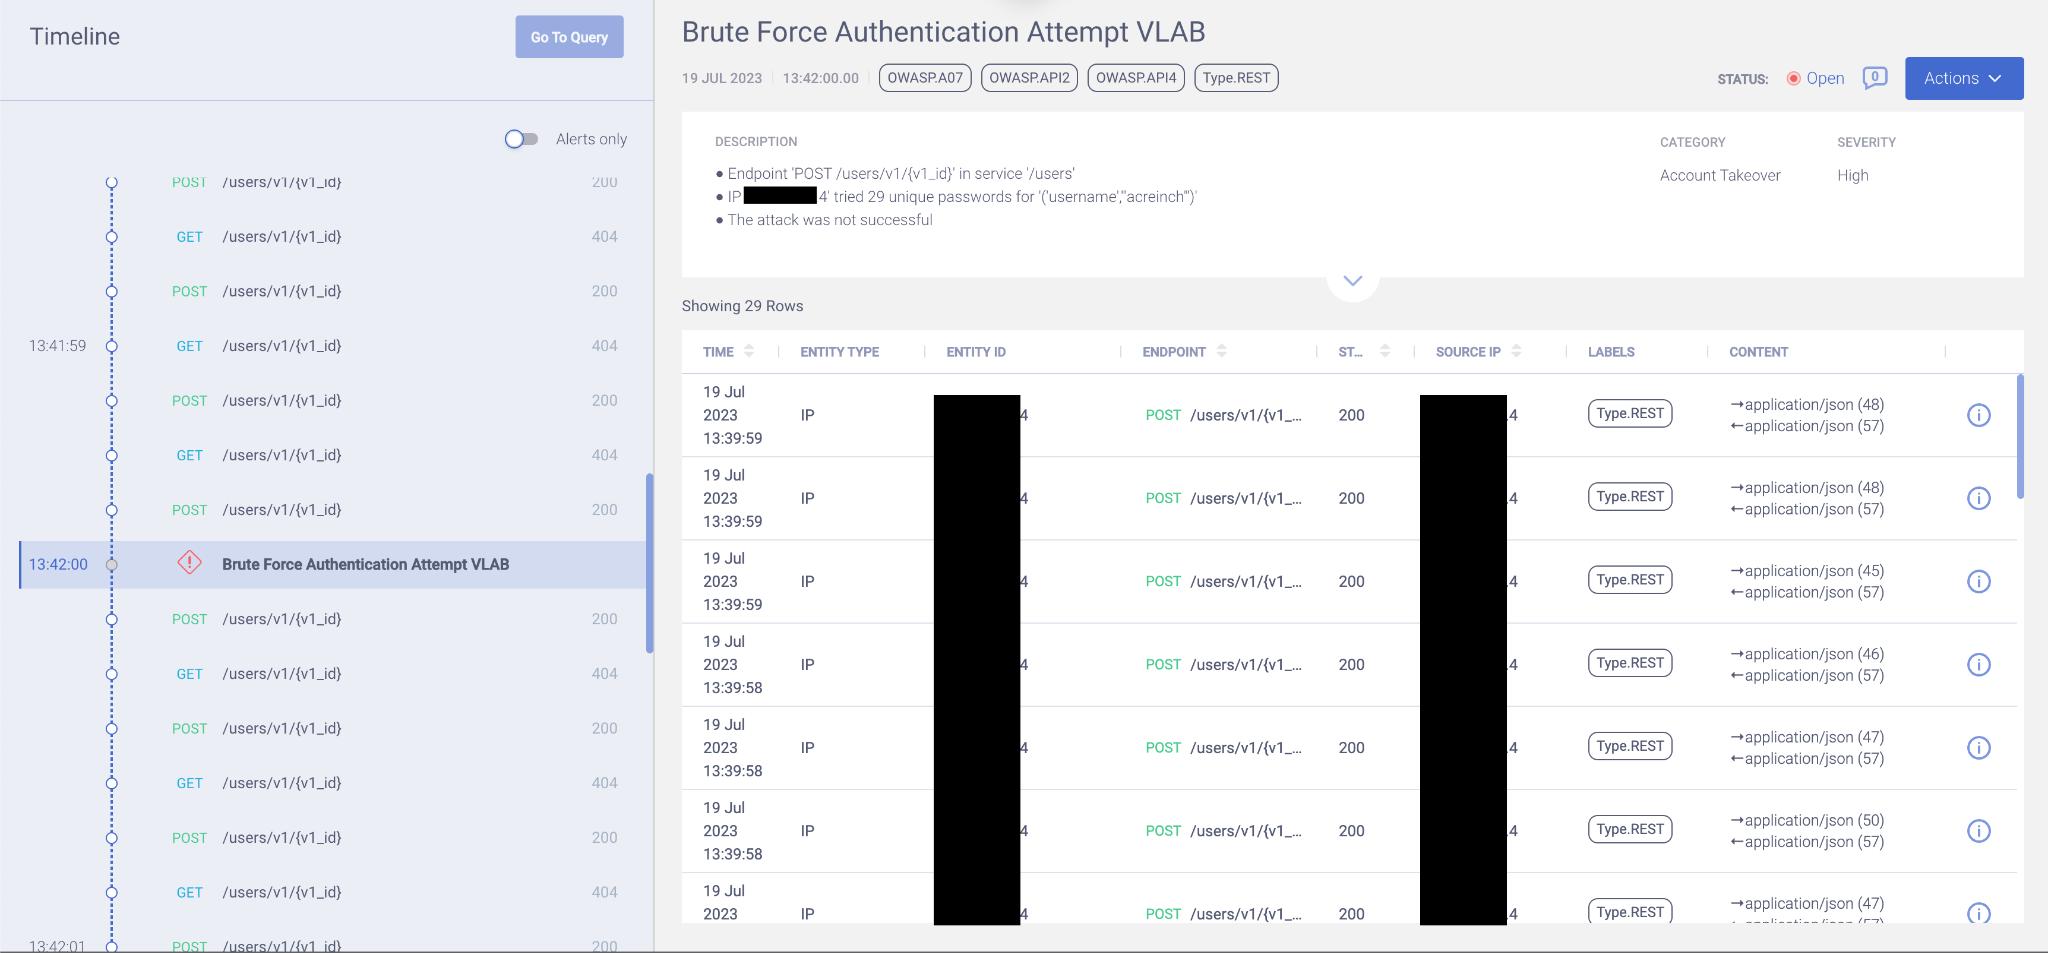 Timeline
Go To Query
Alerts only
POST /users/v1/{v1_id} 200
GET /users/v1/{v1_id} 404
POST /users/v1/{v1_id} 200
13:41:59 GET /users/v1/{v1_id} 404
POST /users/v1/{v1_id} 200
GET /users/v1/{v1_id} 404
POST /users/v1/{v1_id} 200
13:42:00 Brute Force Authentication Attempt VLAB
POST /users/v1/{v1_id} 200
GET /users/v1/{v1_id} 404
POST /users/v1/{v1_id} 200
GET /users/v1/{v1_id} 404
POST /users/v1/{v1_id} 200
GET /users/v1/{v1_id} 404
13:42:01 POST /users/v1/{v1_id} 200
Brute Force Authentication Attempt VLAB
19 JUL 2023 13:42:00.00 OWASP.A07 OWASP.API2 OWASP.API4 Type.REST STATUS: Open 0 Actions
DESCRIPTION
● Endpoint 'POST /users/v1/{v1_id}' in service '/users'
● IP 4' tried 29 unique passwords for '('username',"acreinch"')'
● The attack was not successful
CATEGORY
Account Takeover
SEVERITY
High
Showing 29 Rows
TIME ENTITY TYPE ENTITY ID ENDPOINT ST... SOURCE IP LABELS CONTENT
19 Jul
2023
13:39:59
IP 4 POST /users/v1/{v1_... 200 .4 Type.REST
→application/json (48)
←application/json (57)
19 Jul
2023
13:39:59
IP 4 POST /users/v1/{v1_... 200 .4 Type.REST
→application/json (48)
←application/json (57)
19 Jul
2023
13:39:59
IP 4 POST /users/v1/{v1_... 200 .4 Type.REST
→application/json (45)
←application/json (57)
19 Jul
2023
13:39:58
IP 4 POST /users/v1/{v1_... 200 .4 Type.REST
→application/json (46)
←application/json (57)
19 Jul
2023
13:39:58
IP 4 POST /users/v1/{v1_... 200 .4 Type.REST
→application/json (47)
←application/json (57)
19 Jul
2023
13:39:58
IP 4 POST /users/v1/{v1_... 200 .4 Type.REST
→application/json (50)
←application/json (57)
19 Jul
2023
IP 4 POST /users/v1/{v1_... 200 .4 Type.REST
→application/json (47)
←application/json (57)